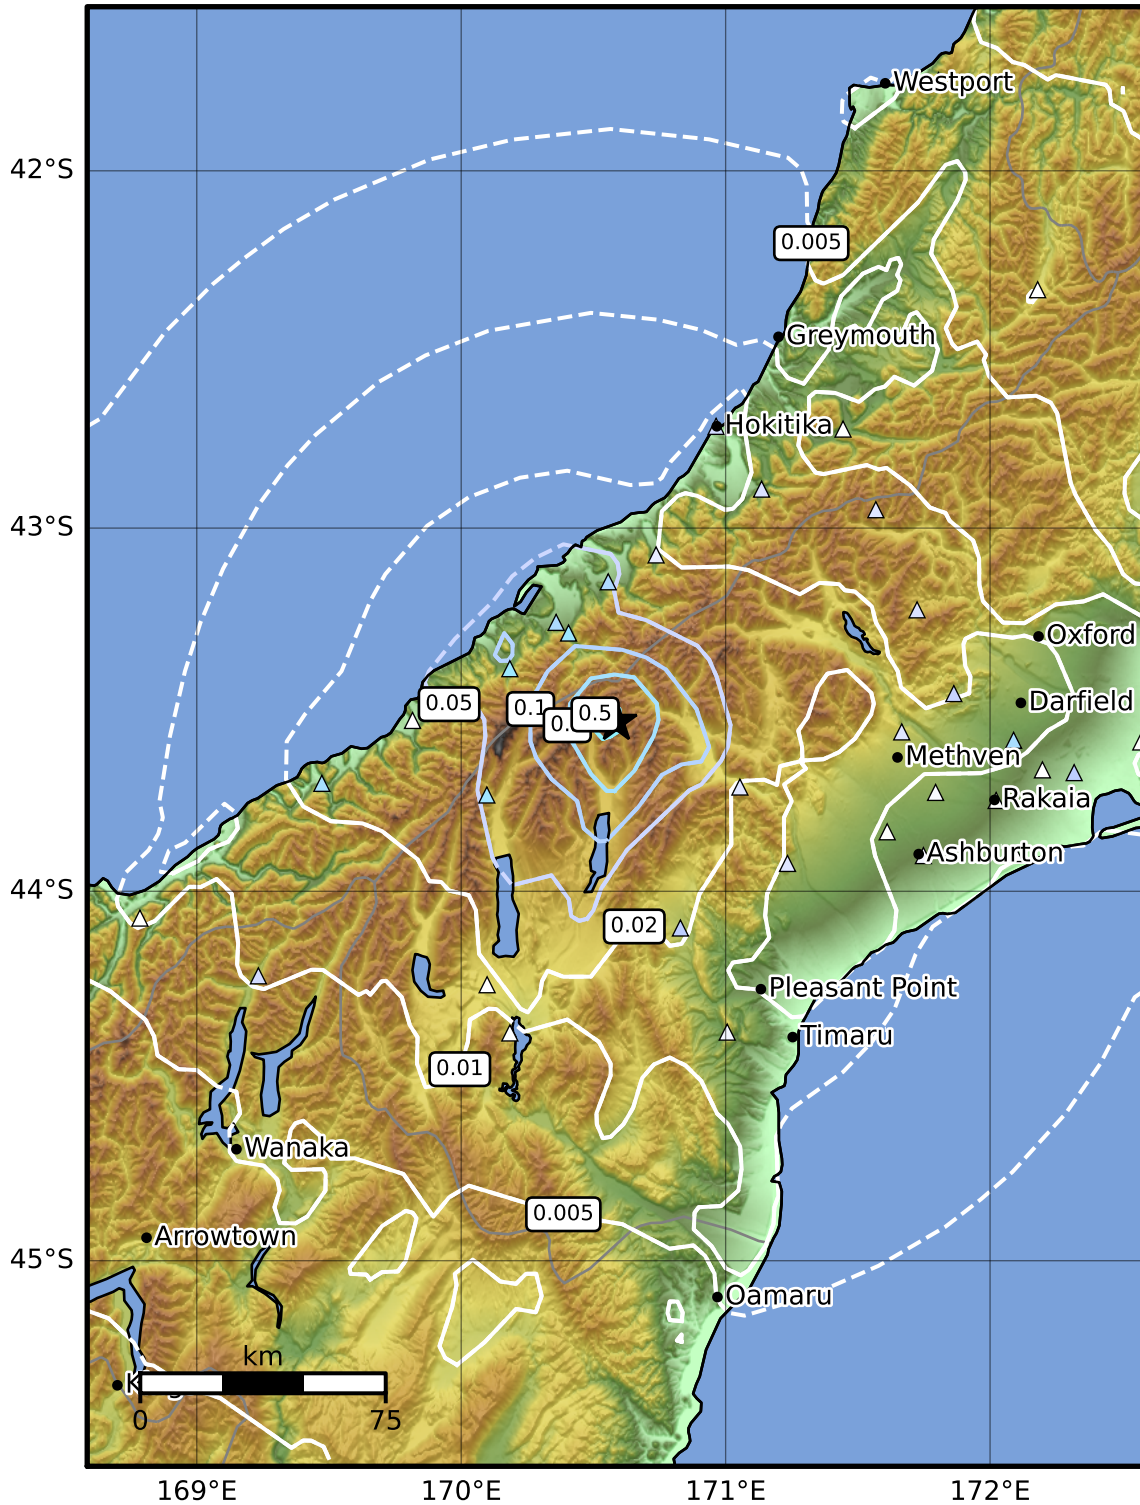 Westport
42°S
0.005
Greymouth
Hokitika
43°S
Oxford
0.05
0.1
0.5
Darfield
Methven
Rakaia
Ashburton
44°S
0.02
Pleasant Point
Timaru
0.01
Wanaka
0.005
Arrowtown
45°S
Oamaru
km
0
75
169°E
170°E
171°E
172°E